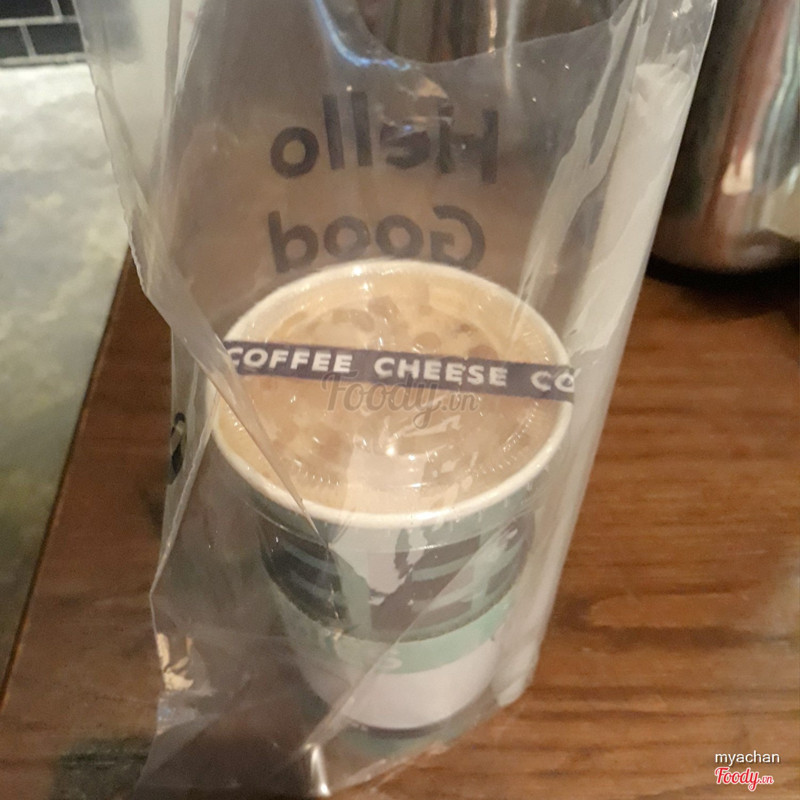 Hello
Good
COFFEE CHEESE CO
Foody.vn
myachan
Foody.vn